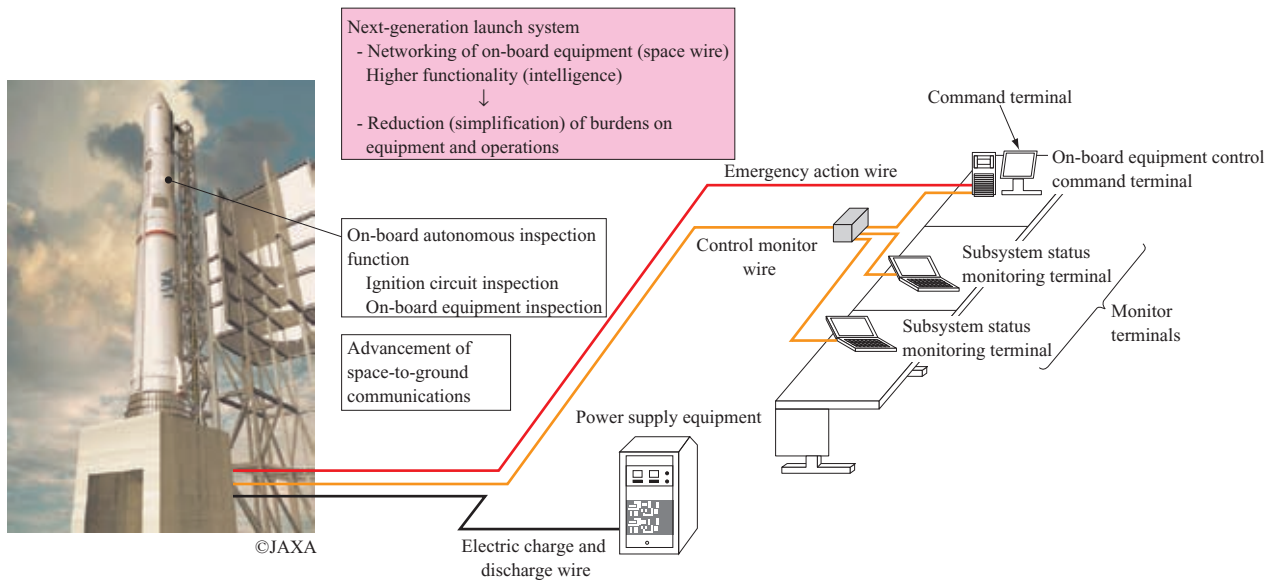 Next-generation launch system
- Networking of on-board equipment (space wire)
Higher functionality (intelligence)
↓
- Reduction (simplification) of burdens on
equipment and operations
Command terminal
On-board equipment control
command terminal
Emergency action wire
On-board autonomous inspection
function
Ignition circuit inspection
On-board equipment inspection
Control monitor
wire
Subsystem status
monitoring terminal
Monitor
terminals
Subsystem status
monitoring terminal
Advancement of
space-to-ground
communications
Power supply equipment
Electric charge and
discharge wire
©JAXA